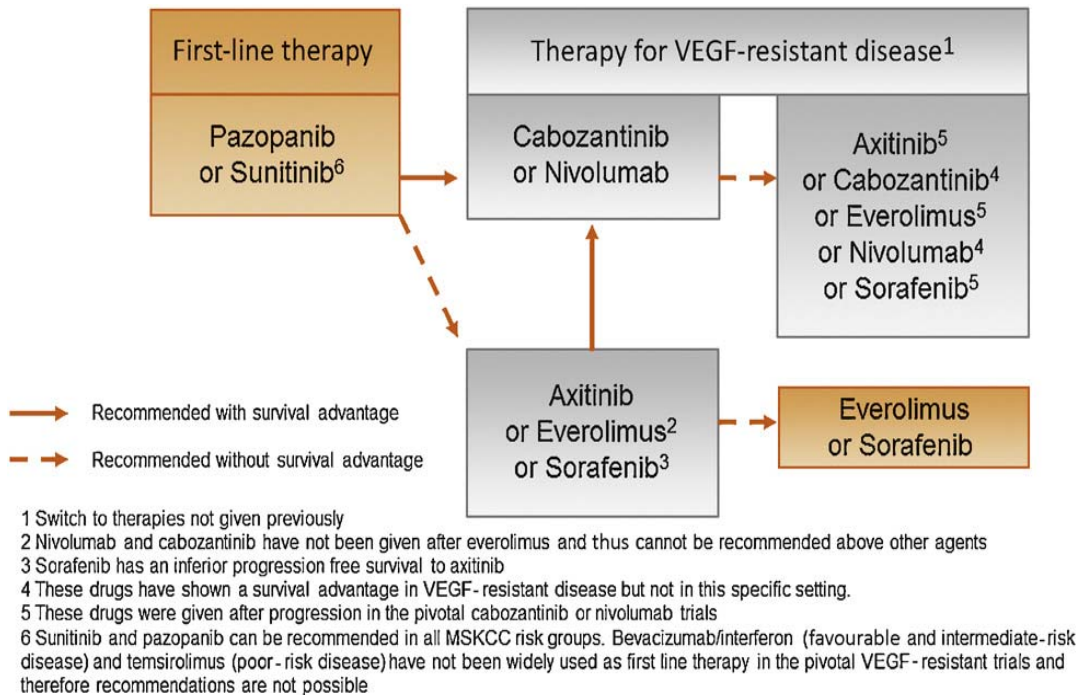 First-line therapy
Therapy for VEGF-resistant disease1
Pazopanib
or Sunitinib6
Cabozantinib
or Nivolumab
Axitinib5
or Cabozantinib4
or Everolimus5
or Nivolumab4
or Sorafenib5
Axitinib
or Everolimus2
or Sorafenib3
Everolimus
or Sorafenib
Recommended with survival advantage
Recommended without survival advantage
1 Switch to therapies not given previously
2 Nivolumab and cabozantinib have not been given after everolimus and thus cannot be recommended above other agents
3 Sorafenib has an inferior progression free survival to axitinib
4 These drugs have shown a survival advantage in VEGF-resistant disease but not in this specific setting.
5 These drugs were given after progression in the pivotal cabozantinib or nivolumab trials
6 Sunitinib and pazopanib can be recommended in all MSKCC risk groups. Bevacizumab/interferon (favourable and intermediate-risk
disease) and temsirolimus (poor-risk disease) have not been widely used as first line therapy in the pivotal VEGF-resistant trials and
therefore recommendations are not possible